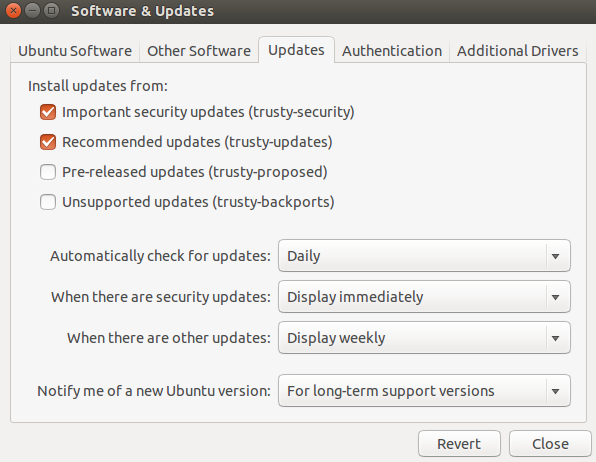 Software & Updates
Ubuntu Software Other Software Updates Authentication Additional Drivers
Install updates from:
Important security updates (trusty-security)
Recommended updates (trusty-updates)
Pre-released updates (trusty-proposed)
Unsupported updates (trusty-backports)
Automatically check for updates: Daily
When there are security updates: Display immediately
When there are other updates: Display weekly
Notify me of a new Ubuntu version: For long-term support versions
Revert Close